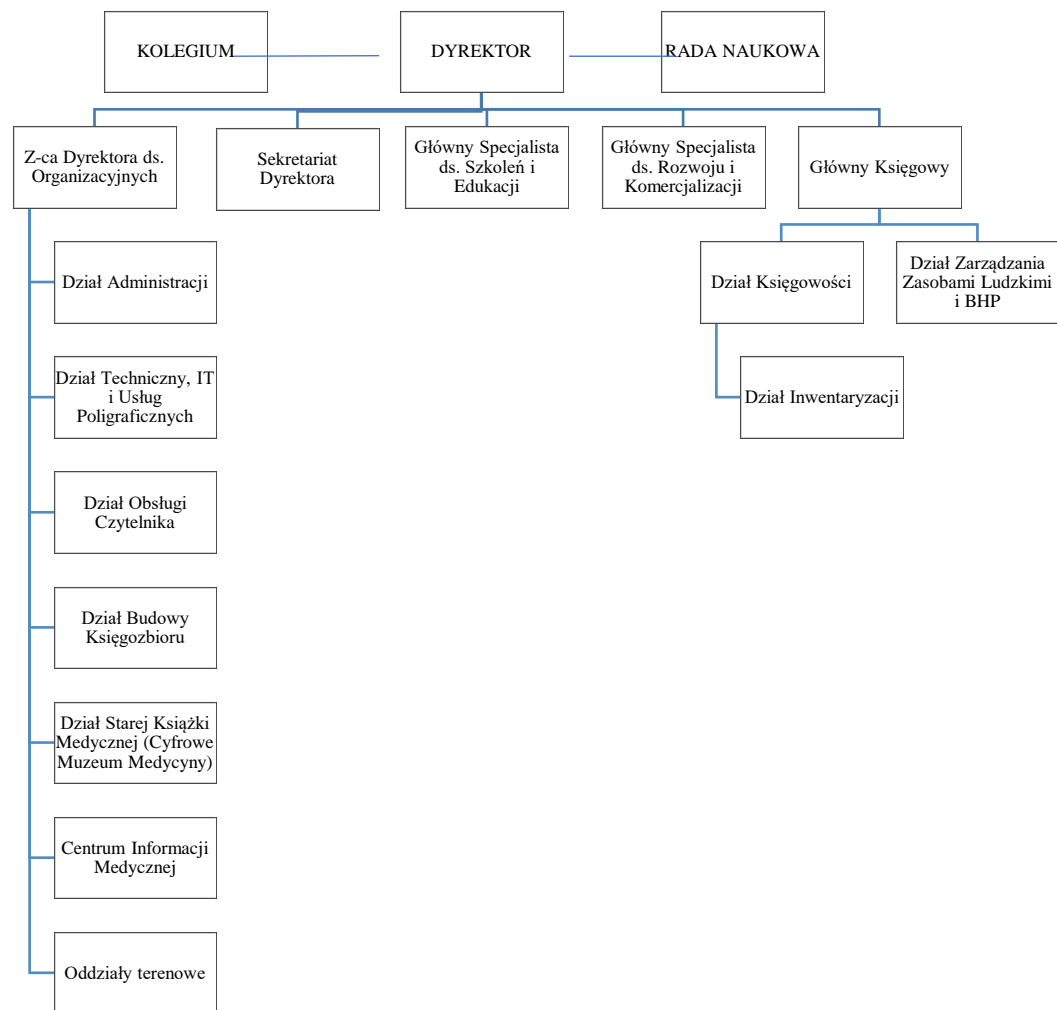 KOLEGIUM
DYREKTOR
RADA NAUKOWA
Z-ca Dyrektora ds.
Organizacyjnych
Sekretariat
Dyrektora
Główny Specjalista
ds. Szkoleń i
Edukacji
Główny Specjalista
ds. Rozwoju i
Komercjalizacji
Główny Księgowy
Dział Administracji
Dział Księgowości
Dział Zarządzania
Zasobami Ludzkimi
i BHP
Dział Techniczny, IT
i Usług
Poligraficznych
Dział Inwentaryzacji
Dział Obsługi
Czytelnika
Dział Budowy
Księgozbioru
Dział Starej Książki
Medycznej (Cyfrowe
Muzeum Medycyny)
Centrum Informacji
Medycznej
Oddziały terenowe